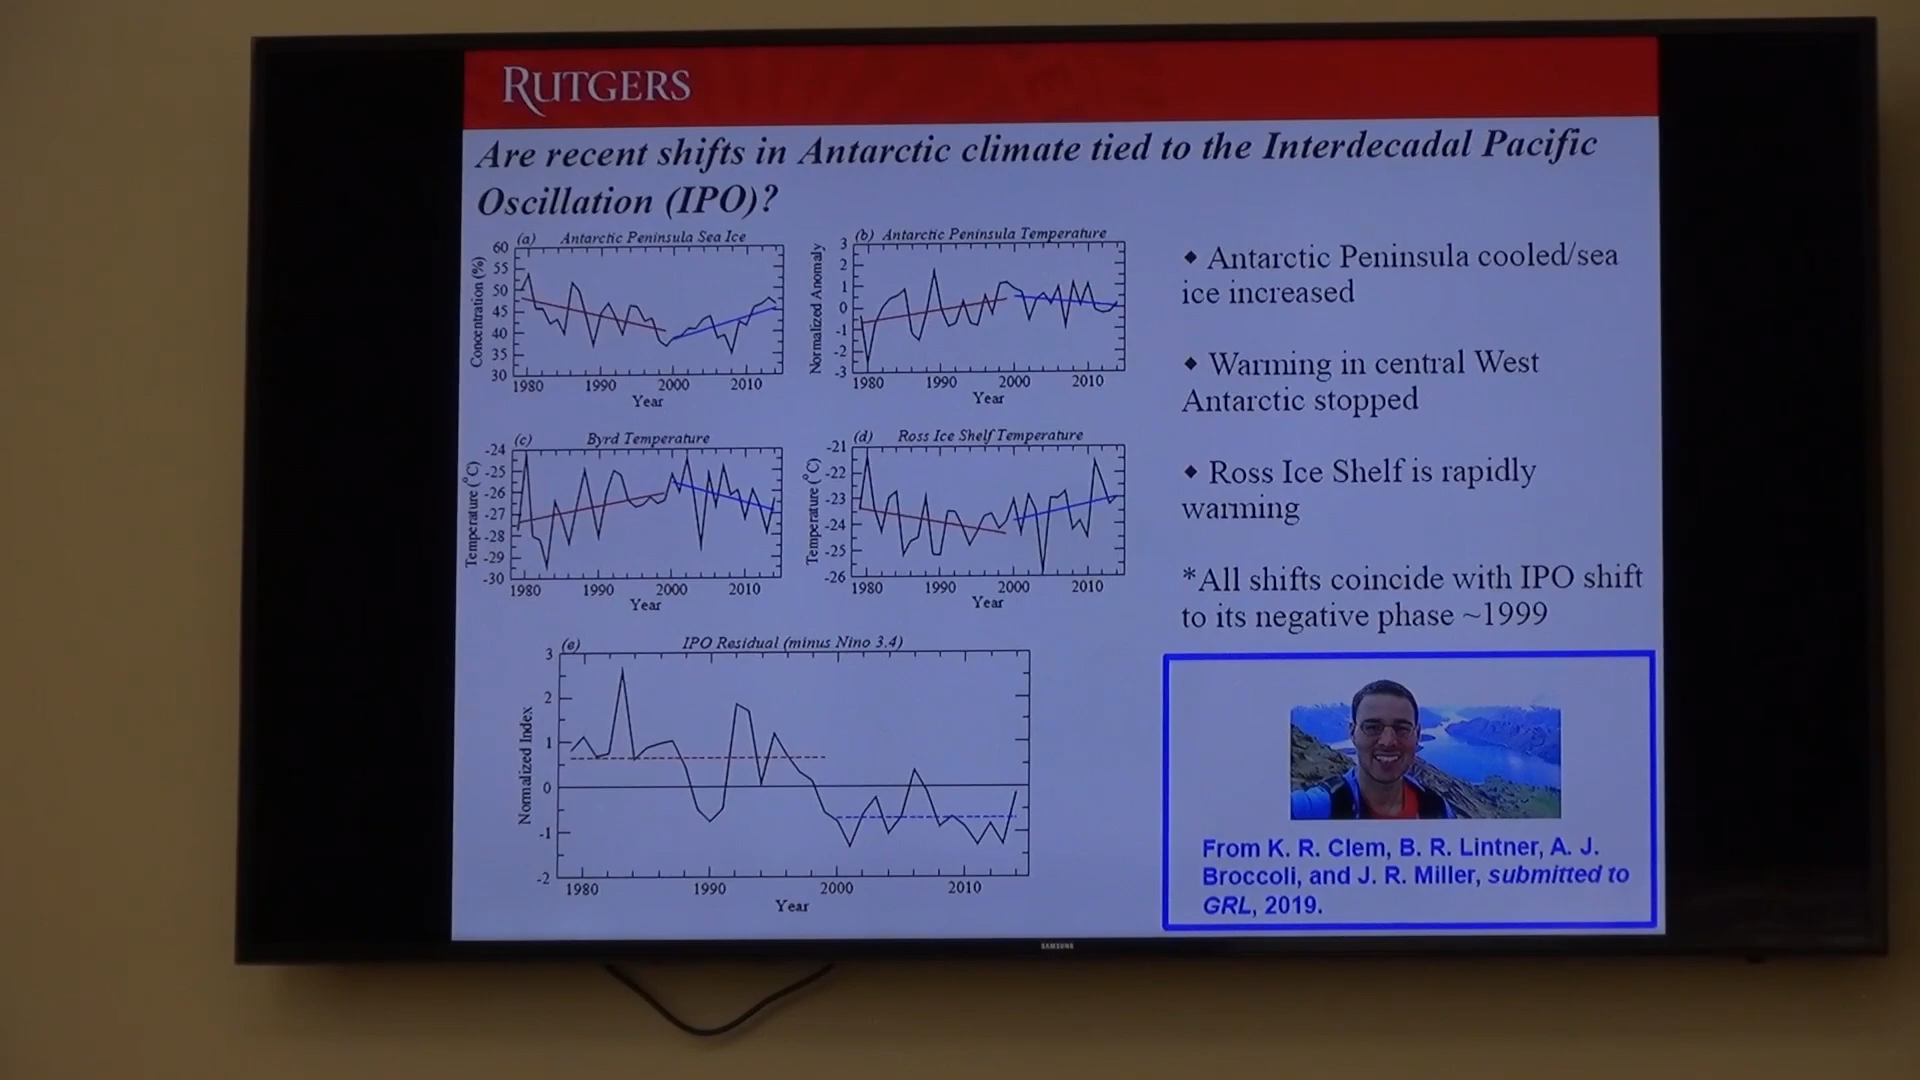 RUTGERS
Are recent shifts in Antarctic climate tied to the Interdecadal Pacific
Oscillation (IPO)?
(a) Antarctic Peninsula Sea Ice
Concentration (%)
60
55
50
45
40
35
30
1980 1990 2000 2010
Year
(b) Antarctic Peninsula Temperature
Normalized Anomaly
3
2
1
0
-1
-2
-3
1980 1990 2000 2010
Year
(c) Byrd Temperature
Temperature (°C)
-24
-25
-26
-27
-28
-29
-30
1980 1990 2000 2010
Year
(d) Ross Ice Shelf Temperature
Temperature (°C)
-21
-22
-23
-24
-25
-26
1980 1990 2000 2010
Year
(e) IPO Residual (minus Nino 3.4)
Normalized Index
3
2
1
0
-1
-2
1980 1990 2000 2010
Year
◆ Antarctic Peninsula cooled/sea
ice increased
◆ Warming in central West
Antarctic stopped
◆ Ross Ice Shelf is rapidly
warming
*All shifts coincide with IPO shift
to its negative phase ~1999
From K. R. Clem, B. R. Lintner, A. J.
Broccoli, and J. R. Miller, submitted to
GRL, 2019.
SAMSUNG